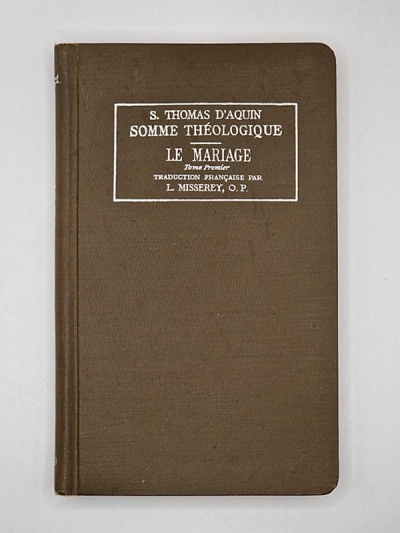 S. THOMAS D'AQUIN
SOMME THÉOLOGIQUE
LE MARIAGE
Tome Premier
TRADUCTION FRANÇAISE PAR
L. MISSEREY, O. P.